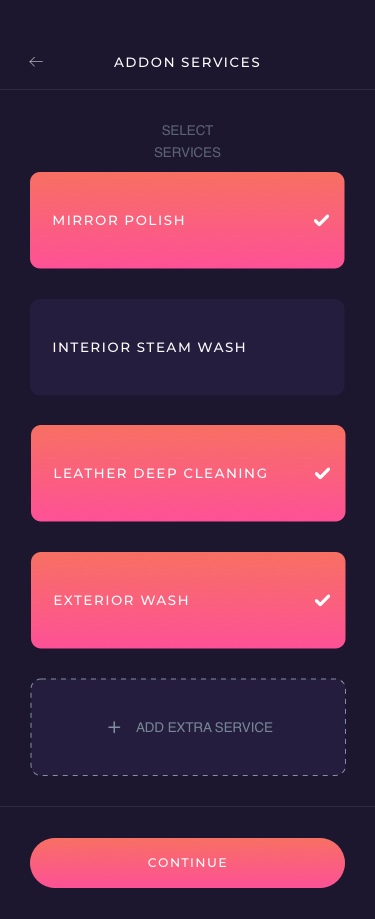 ADDON SERVICES
SELECT
SERVICES
MIRROR POLISH
INTERIOR STEAM WASH
LEATHER DEEP CLEANING
EXTERIOR WASH
ADD EXTRA SERVICE
CONTINUE